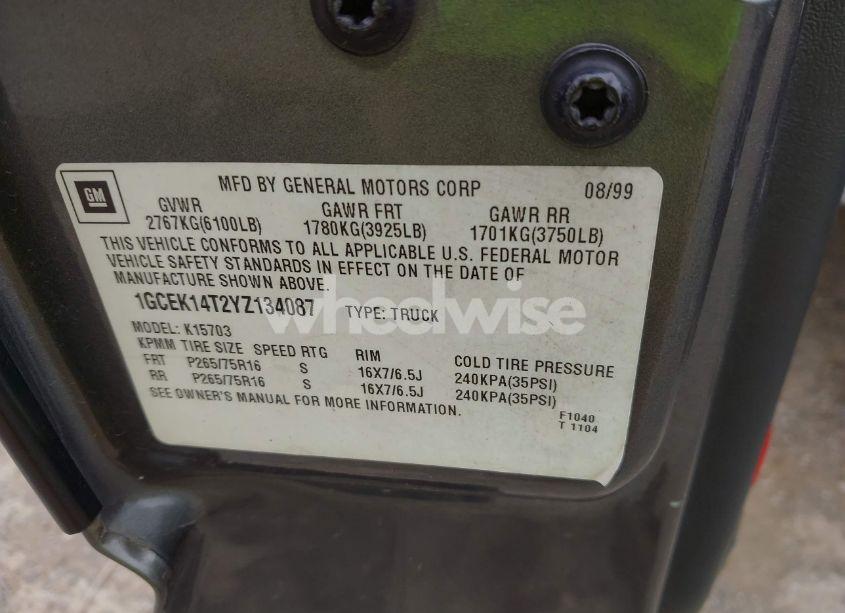 GM
MFD BY GENERAL MOTORS CORP 08/99
GVWR GAWR FRT GAWR RR
2767KG(6100LB) 1780KG(3925LB) 1701KG(3750LB)
THIS VEHICLE CONFORMS TO ALL APPLICABLE U.S. FEDERAL MOTOR
VEHICLE SAFETY STANDARDS IN EFFECT ON THE DATE OF
MANUFACTURE SHOWN ABOVE.
1GCEK14T2YZ134087 TYPE: TRUCK
wheelwise
MODEL: K15703
KPMM TIRE SIZE SPEED RTG RIM COLD TIRE PRESSURE
FRT P265/75R16 S 16X7/6.5J 240KPA(35PSI)
RR P265/75R16 S 16X7/6.5J 240KPA(35PSI)
SEE OWNER'S MANUAL FOR MORE INFORMATION.
F1040
T 1104